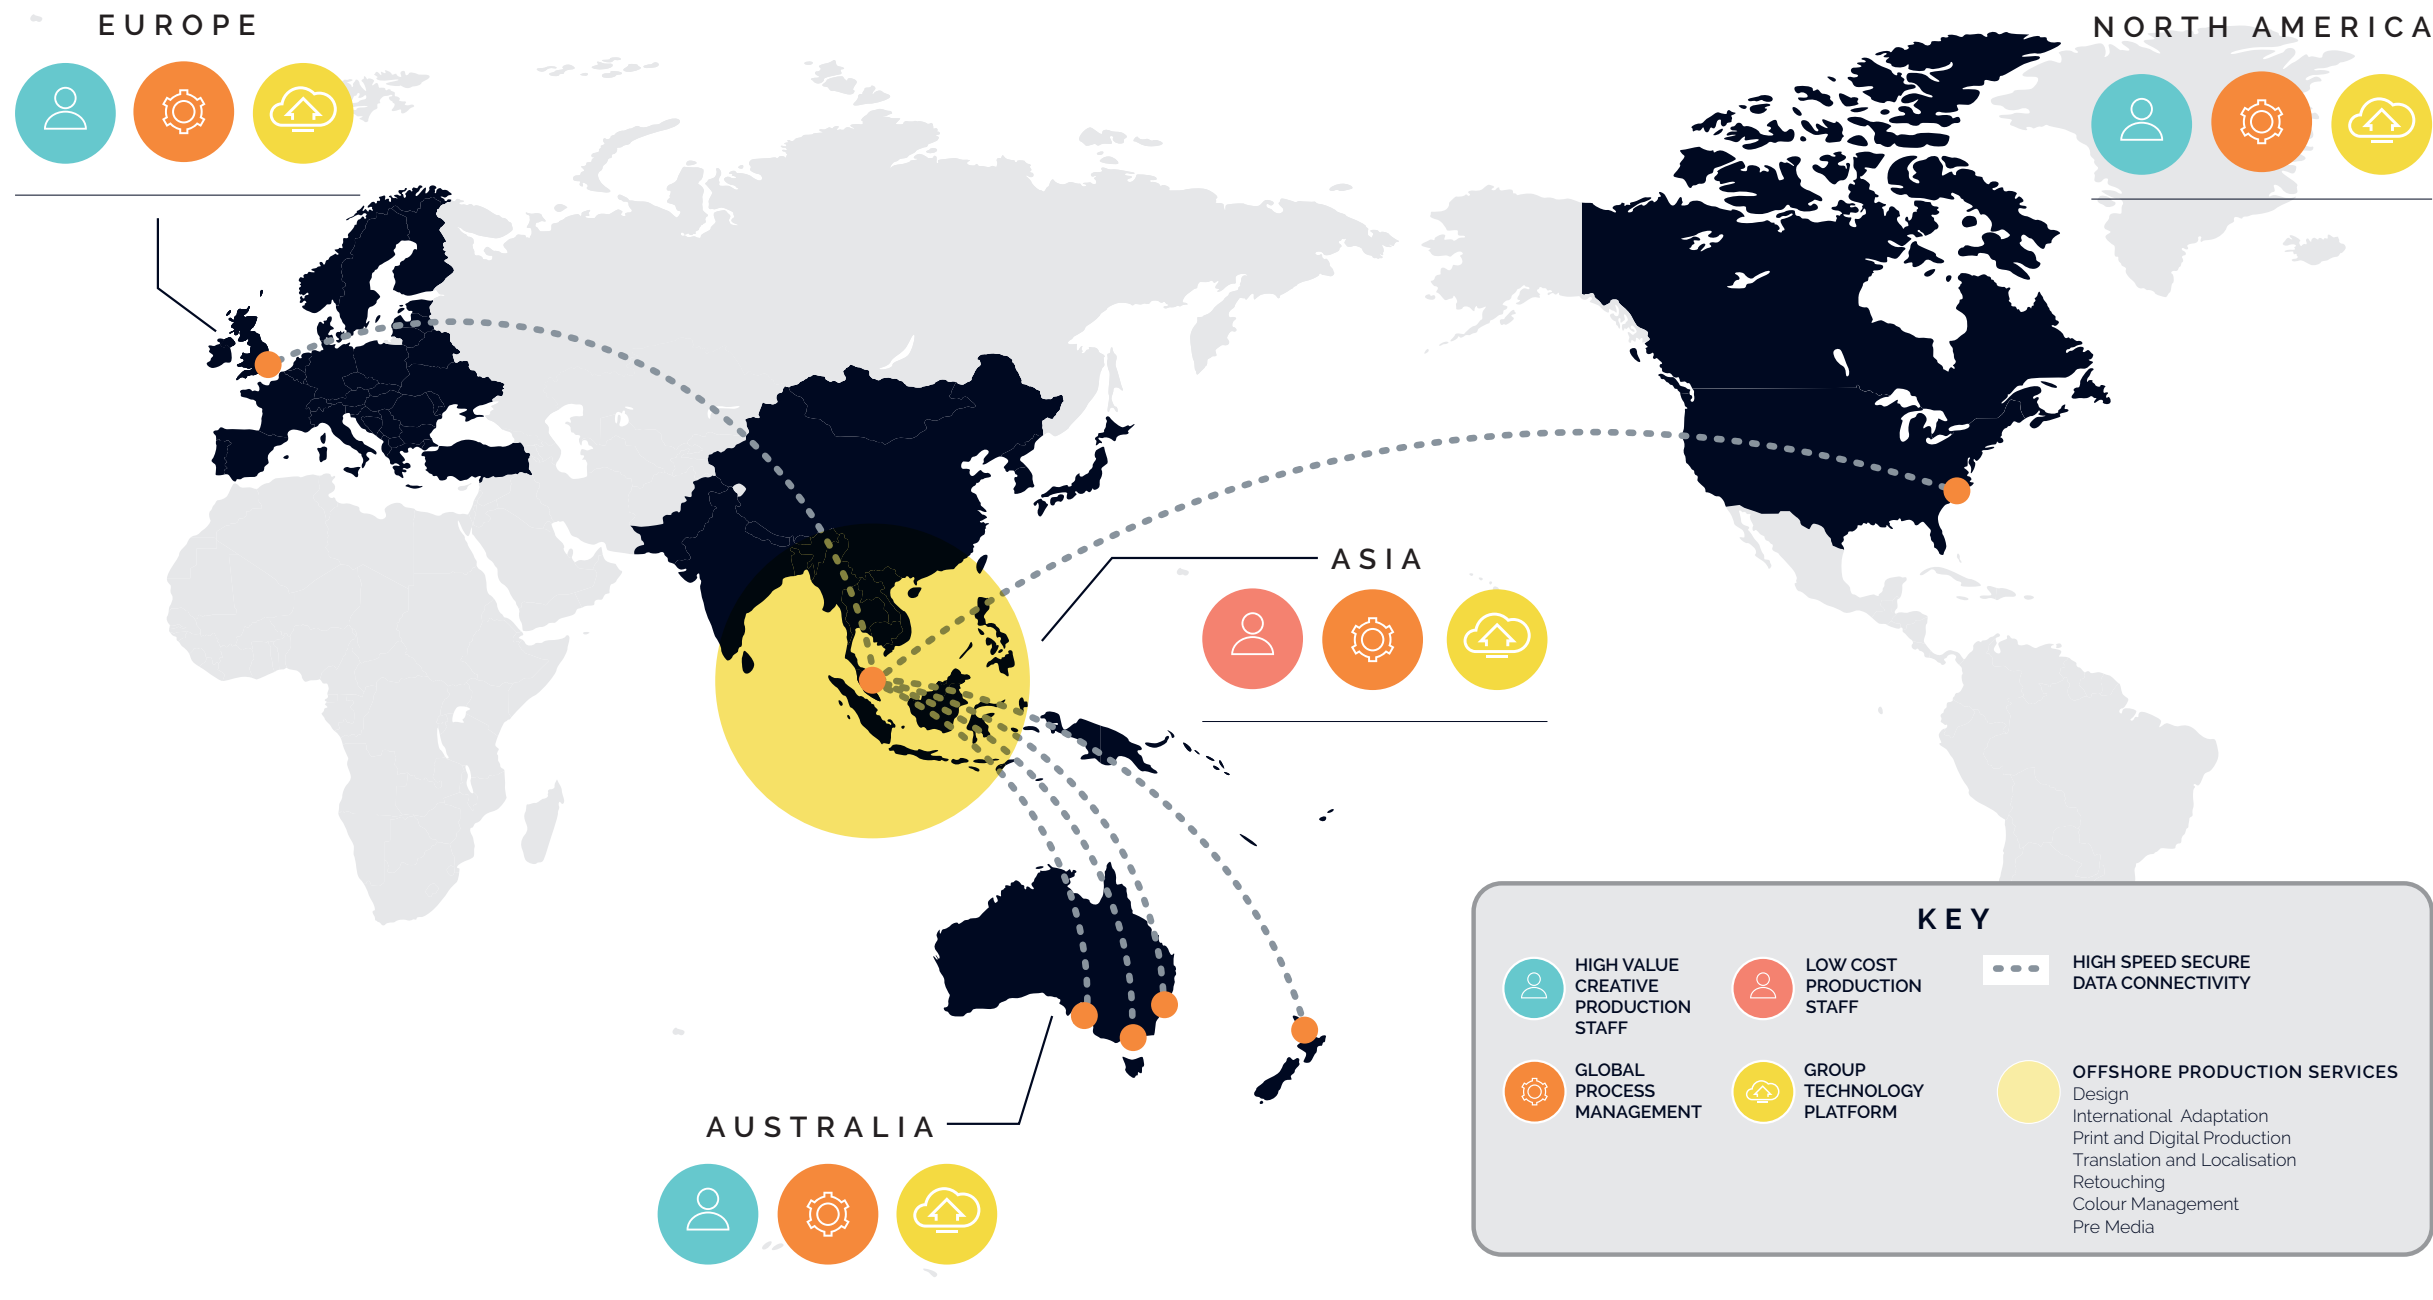 EUROPE
NORTH AMERICA
ASIA
AUSTRALIA
KEY
HIGH VALUE
CREATIVE
PRODUCTION
STAFF
LOW COST
PRODUCTION
STAFF
HIGH SPEED SECURE
DATA CONNECTIVITY
GLOBAL
PROCESS
MANAGEMENT
GROUP
TECHNOLOGY
PLATFORM
OFFSHORE PRODUCTION SERVICES
Design
International Adaptation
Print and Digital Production
Translation and Localisation
Retouching
Colour Management
Pre Media